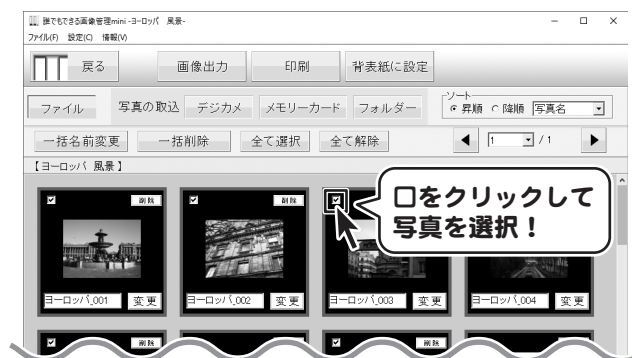 誰でもできる画像管理mini -ヨーロッパ 風景-
ファイル(F) 設定(C) 情報(V)
戻る 画像出力 印刷 背表紙に設定
ファイル 写真の取込 デジカメ メモリーカード フォルダー ソート 昇順 降順 写真名
一括名前変更 一括削除 全て選択 全て解除 1 / 1
【ヨーロッパ 風景】
削除 削除
□をクリックして
写真を選択！
ヨーロッパ_001 変更 ヨーロッパ_002 変更 ヨーロッパ_003 変更 ヨーロッパ_004 変更
削除 削除 削除